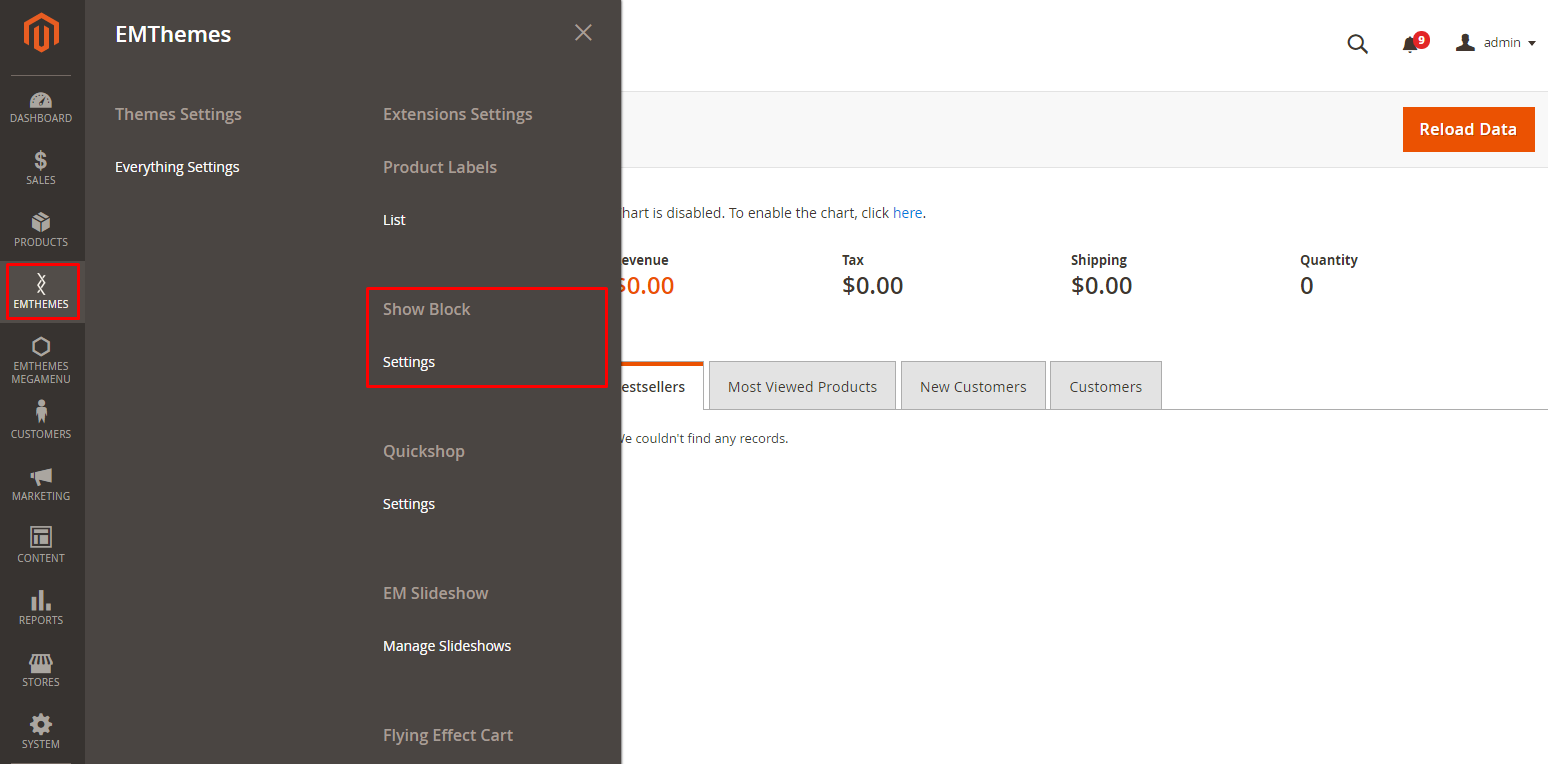 DASHBOARD
SALES
PRODUCTS
EMTHEMES
EMTHEMES
MEGAMENU
CUSTOMERS
MARKETING
CONTENT
REPORTS
STORES
SYSTEM
EMThemes
Themes Settings
Everything Settings
Extensions Settings
Product Labels
List
Show Block
Settings
Quickshop
Settings
EM Slideshow
Manage Slideshows
Flying Effect Cart
9
admin
Reload Data
hart is disabled. To enable the chart, click here.
evenue
$0.00
Tax
$0.00
Shipping
$0.00
Quantity
0
estsellers
Most Viewed Products
New Customers
Customers
We couldn't find any records.